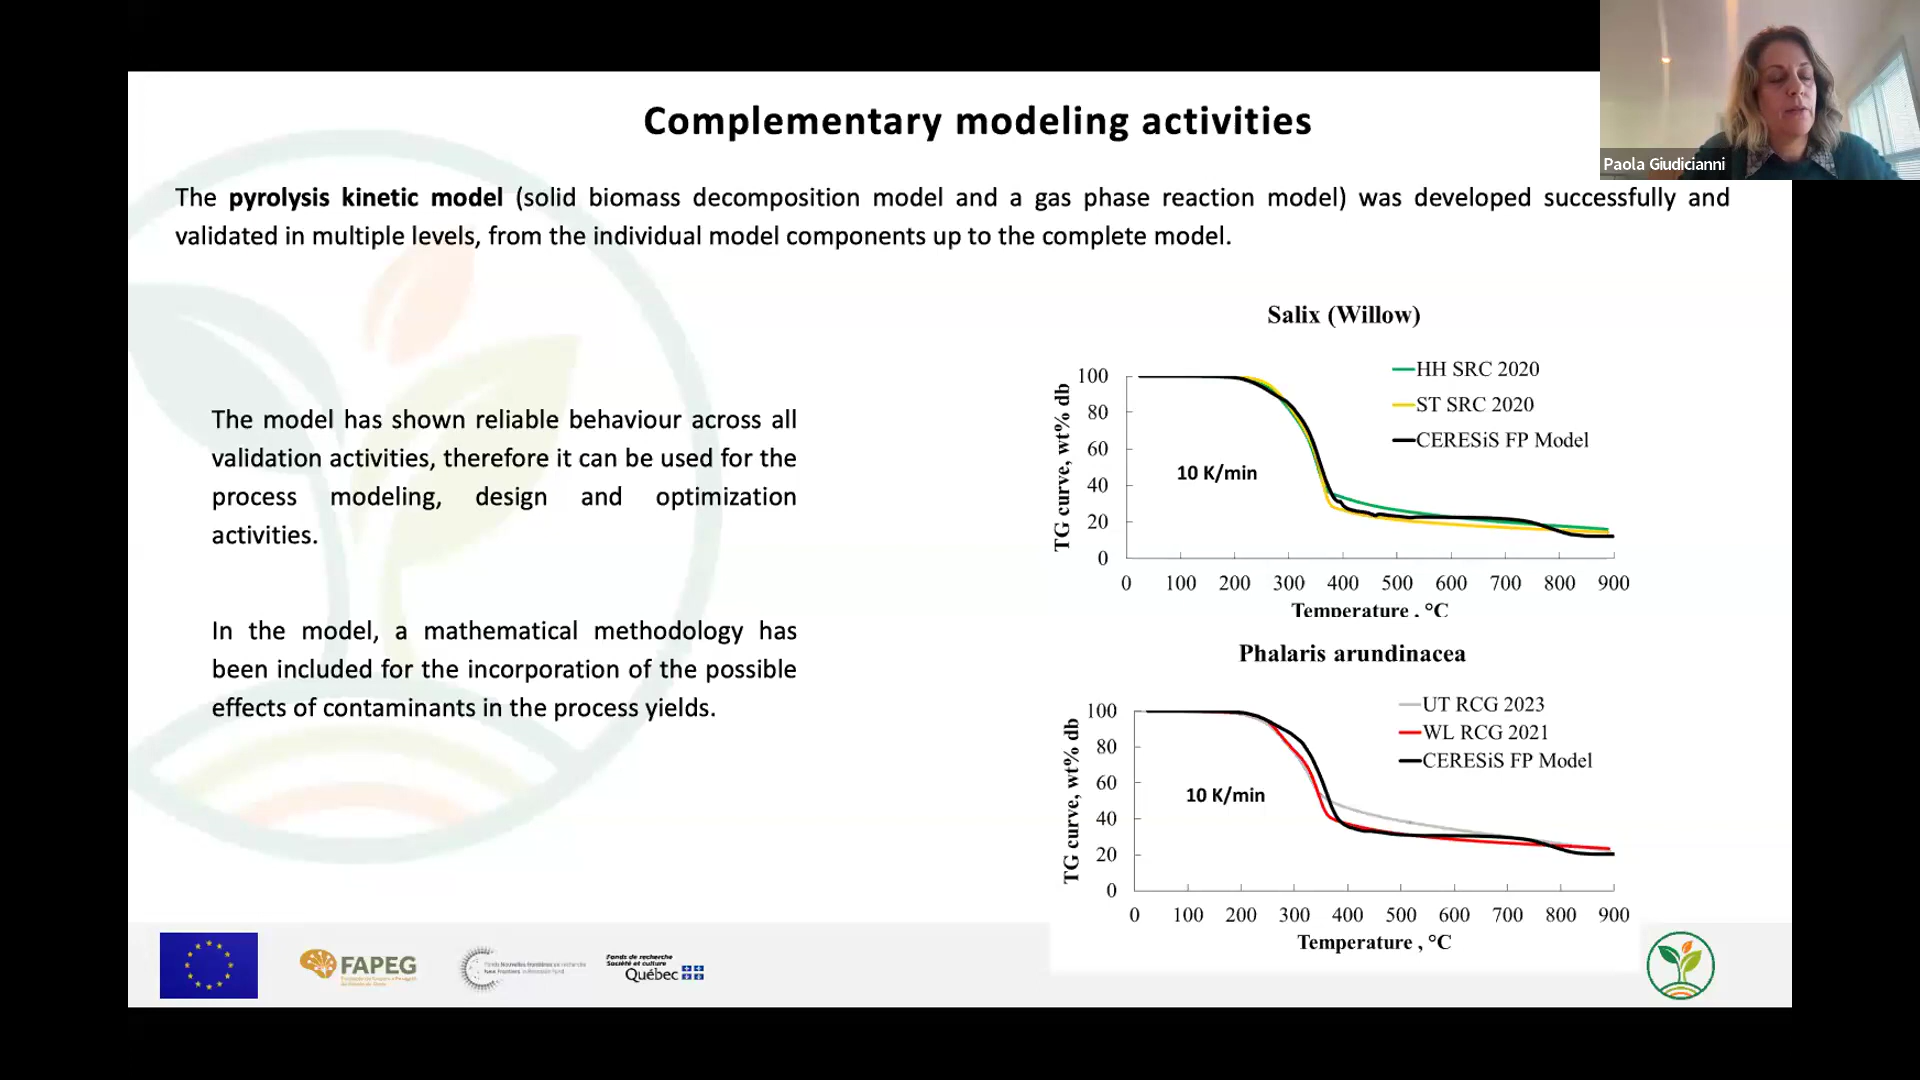 Complementary modeling activities
Paola Giudicianni
The pyrolysis kinetic model (solid biomass decomposition model and a gas phase reaction model) was developed successfully and
validated in multiple levels, from the individual model components up to the complete model.
The model has shown reliable behaviour across all
validation activities, therefore it can be used for the
process modeling, design and optimization
activities.
In the model, a mathematical methodology has
been included for the incorporation of the possible
effects of contaminants in the process yields.
Salix (Willow)
TG curve, wt% db
100
80
60
40
20
0
10 K/min
HH SRC 2020
ST SRC 2020
CERESiS FP Model
0 100 200 300 400 500 600 700 800 900
Temperature , °C
Phalaris arundinacea
TG curve, wt% db
100
80
60
40
20
0
10 K/min
UT RCG 2023
WL RCG 2021
CERESiS FP Model
0 100 200 300 400 500 600 700 800 900
Temperature , °C
FAPEG
Fonds de recherche
Société et culture
Québec